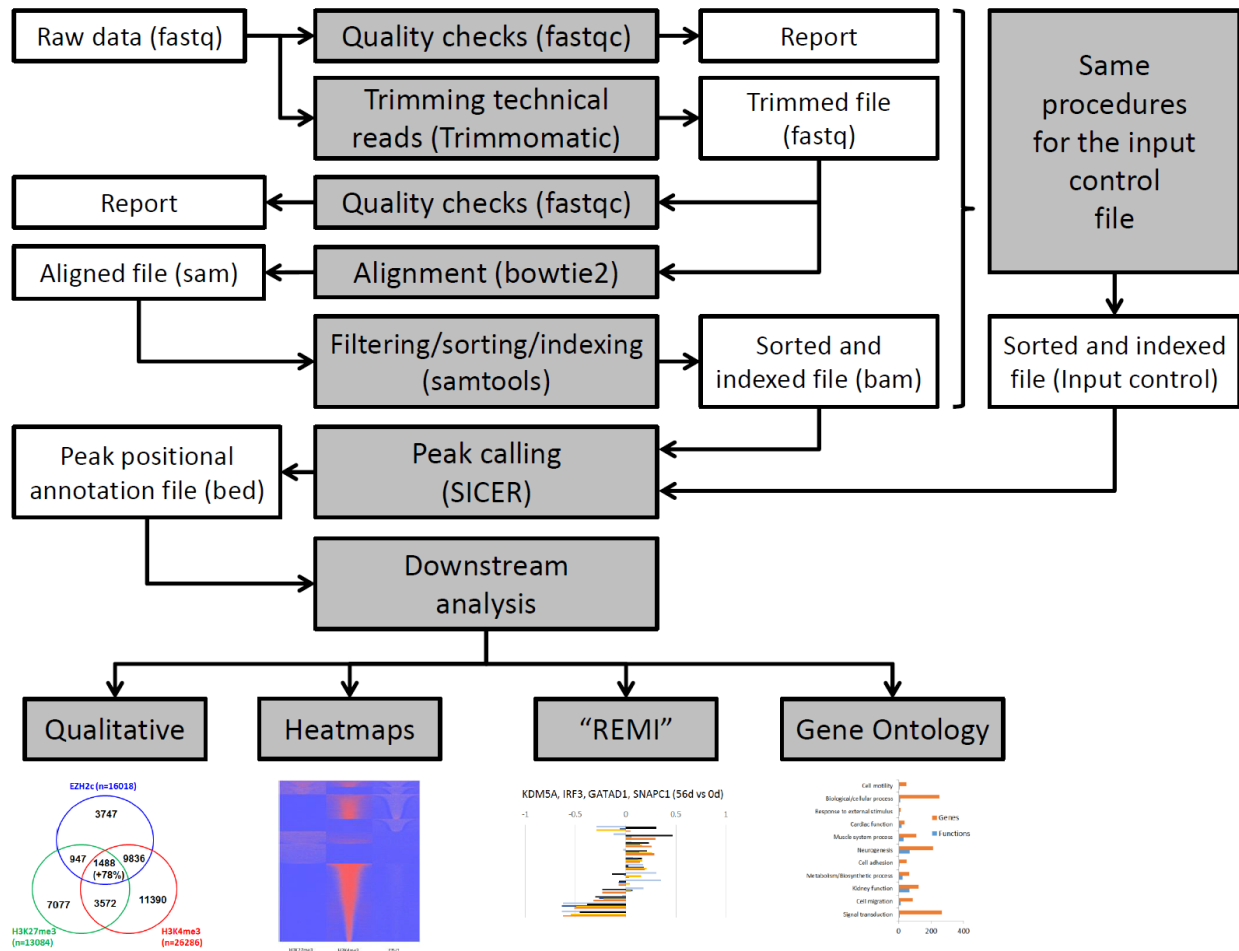 Raw data (fastq)
Quality checks (fastqc)
Report
Same
procedures
for the input
control
file
Trimming technical
reads (Trimmomatic)
Trimmed file
(fastq)
Report
Quality checks (fastqc)
Aligned file (sam)
Alignment (bowtie2)
Filtering/sorting/indexing
(samtools)
Sorted and
indexed file (bam)
Sorted and indexed
file (Input control)
Peak positional
annotation file (bed)
Peak calling
(SICER)
Downstream
analysis
Qualitative
Heatmaps
“REMI”
Gene Ontology
EZH2c (n=16018)
3747
947
1488
(+78%)
9836
7077
3572
11390
H3K27me3
(n=13084)
H3K4me3
(n=26286)
H3K27me3
H3K4me3
KDM5A, IRF3, GATAD1, SNAPC1 (56d vs 0d)
-1
-0.5
0
0.5
1
Cell motility
Biological/cellular process
Response to external stimulus
Cardiac function
Muscle system process
Neurogenesis
Cell adhesion
Metabolism/Biosynthetic process
Kidney function
Cell migration
Signal transduction
Genes
Functions
0
200
400